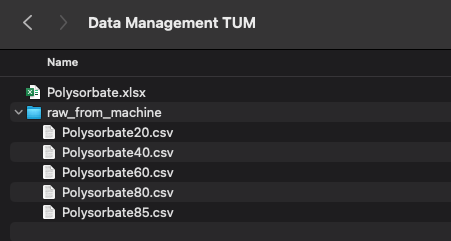 Data Management TUM
Name
Polysorbate.xlsx
raw_from_machine
Polysorbate20.csv
Polysorbate40.csv
Polysorbate60.csv
Polysorbate80.csv
Polysorbate85.csv